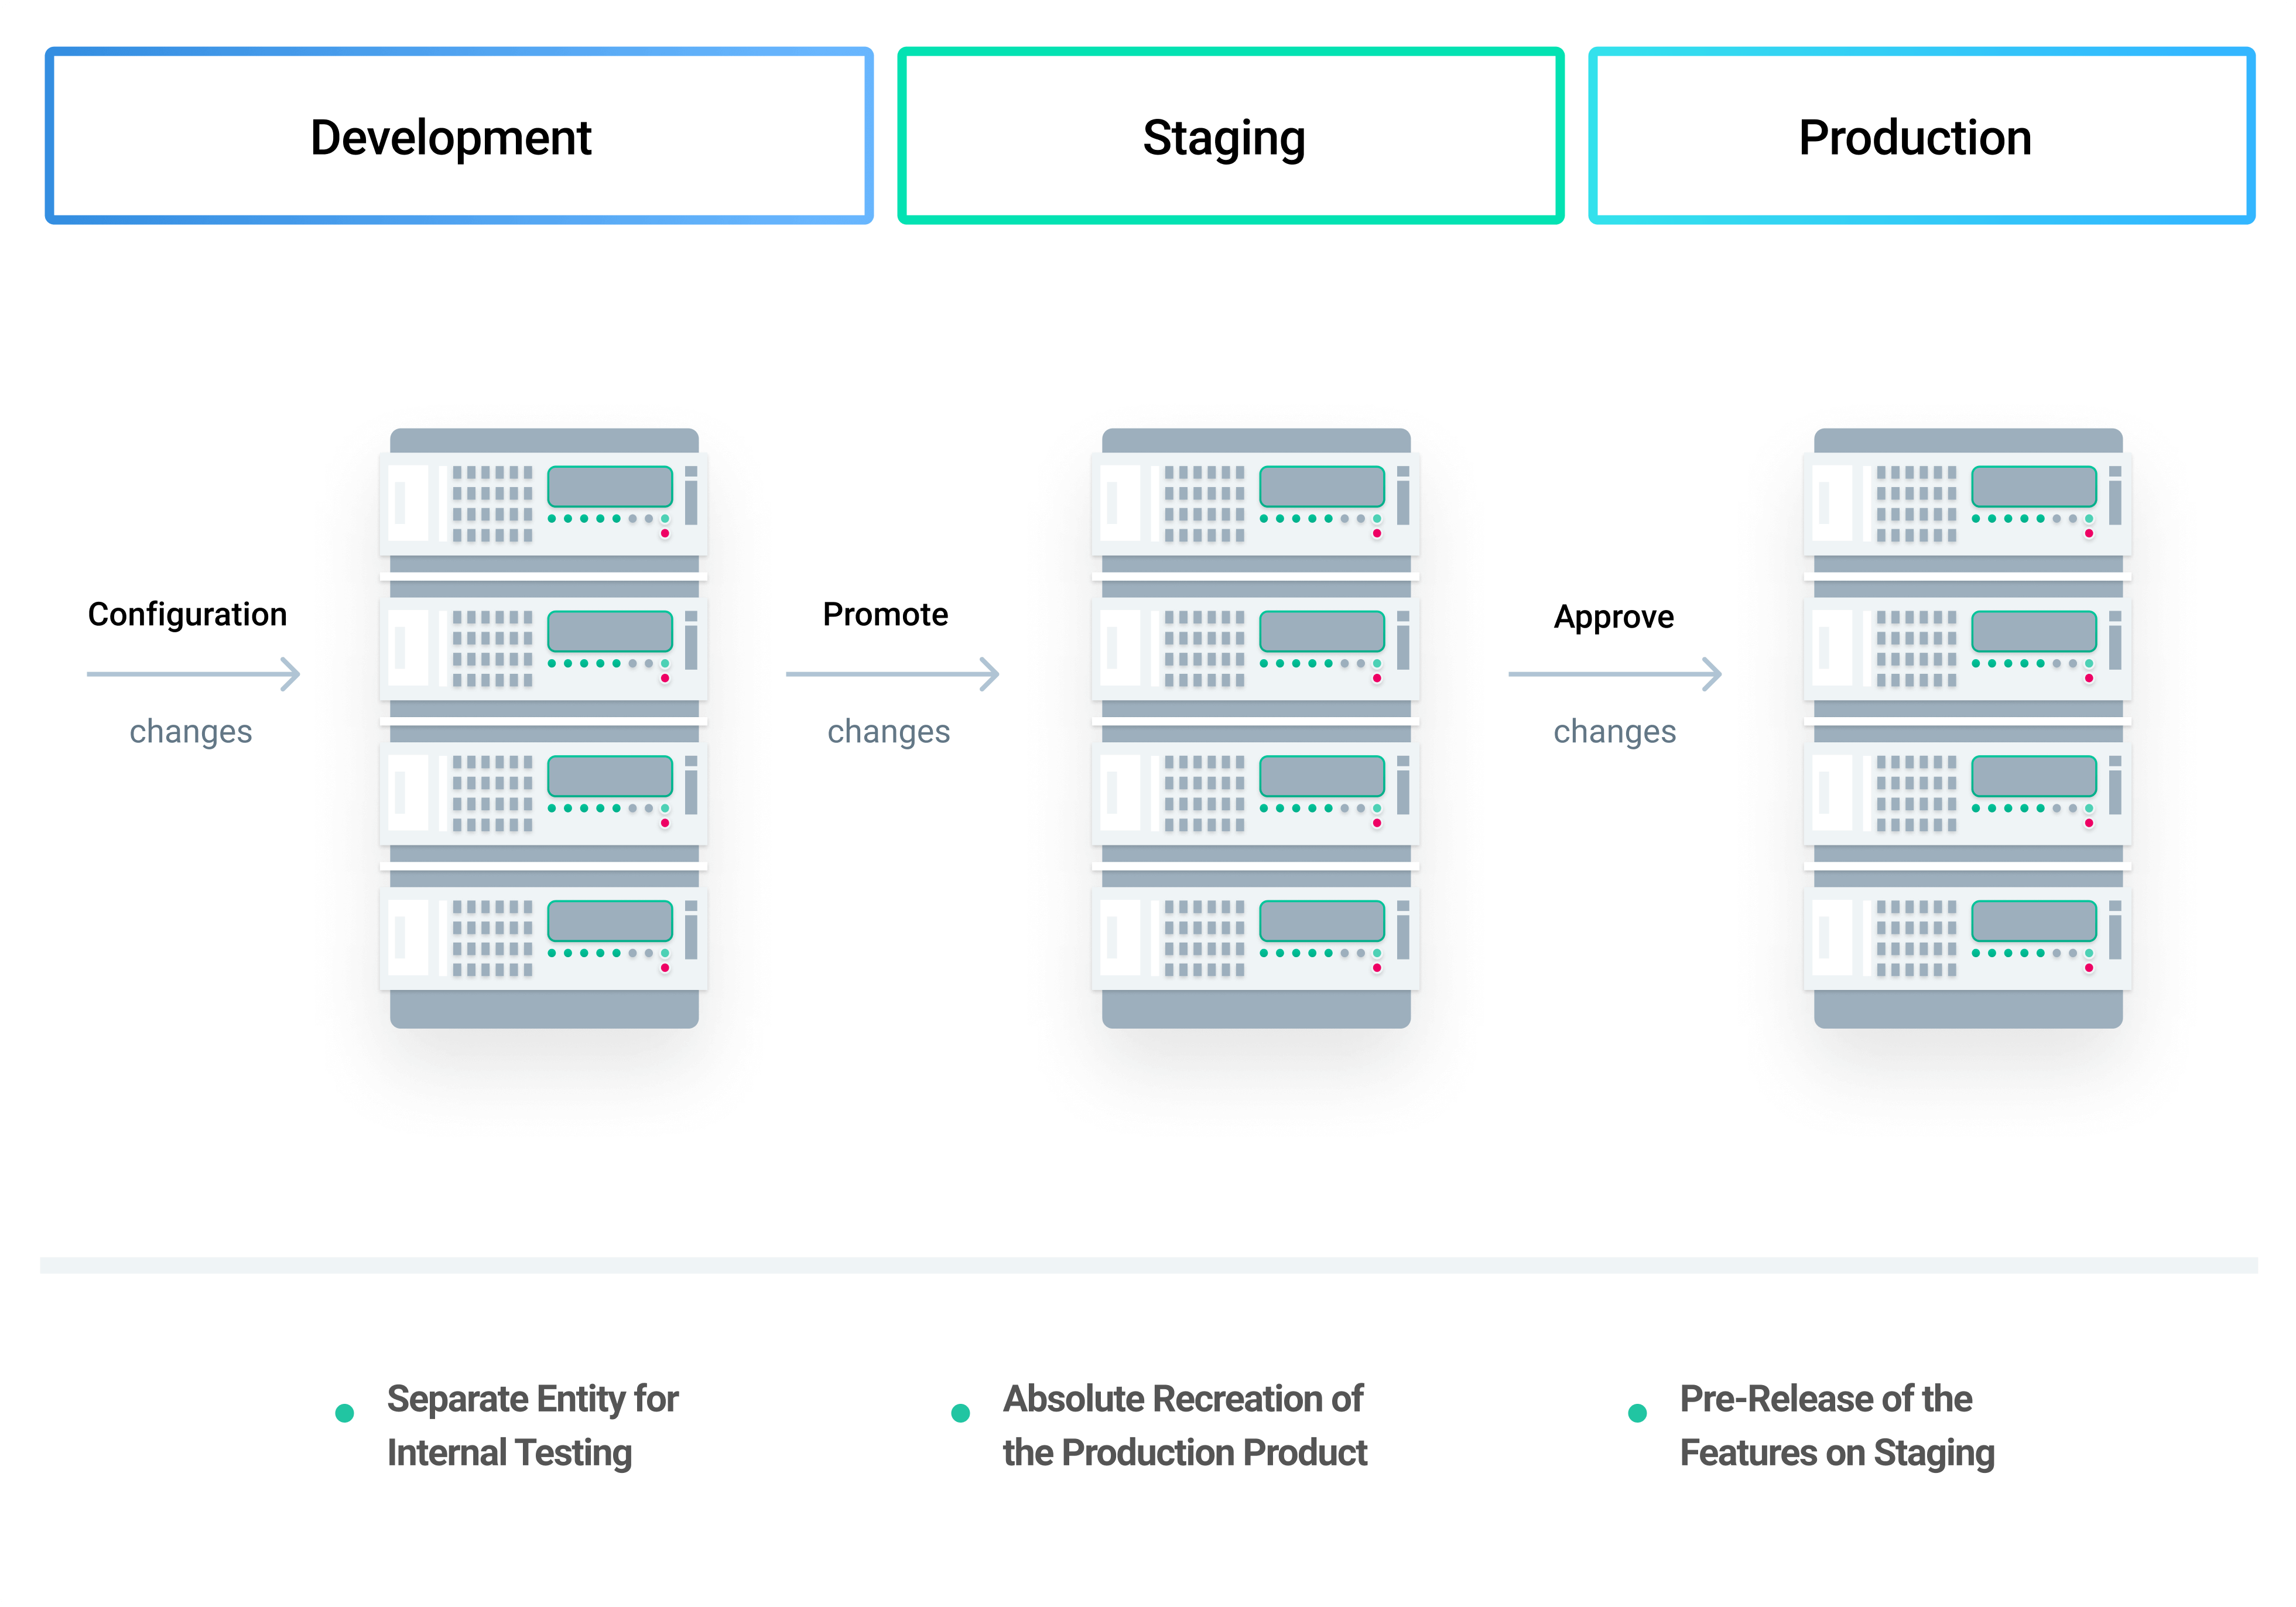 Development
Staging
Production
Configuration
changes
Promote
changes
Approve
changes
Separate Entity for
Internal Testing
Absolute Recreation of
the Production Product
Pre-Release of the
Features on Staging